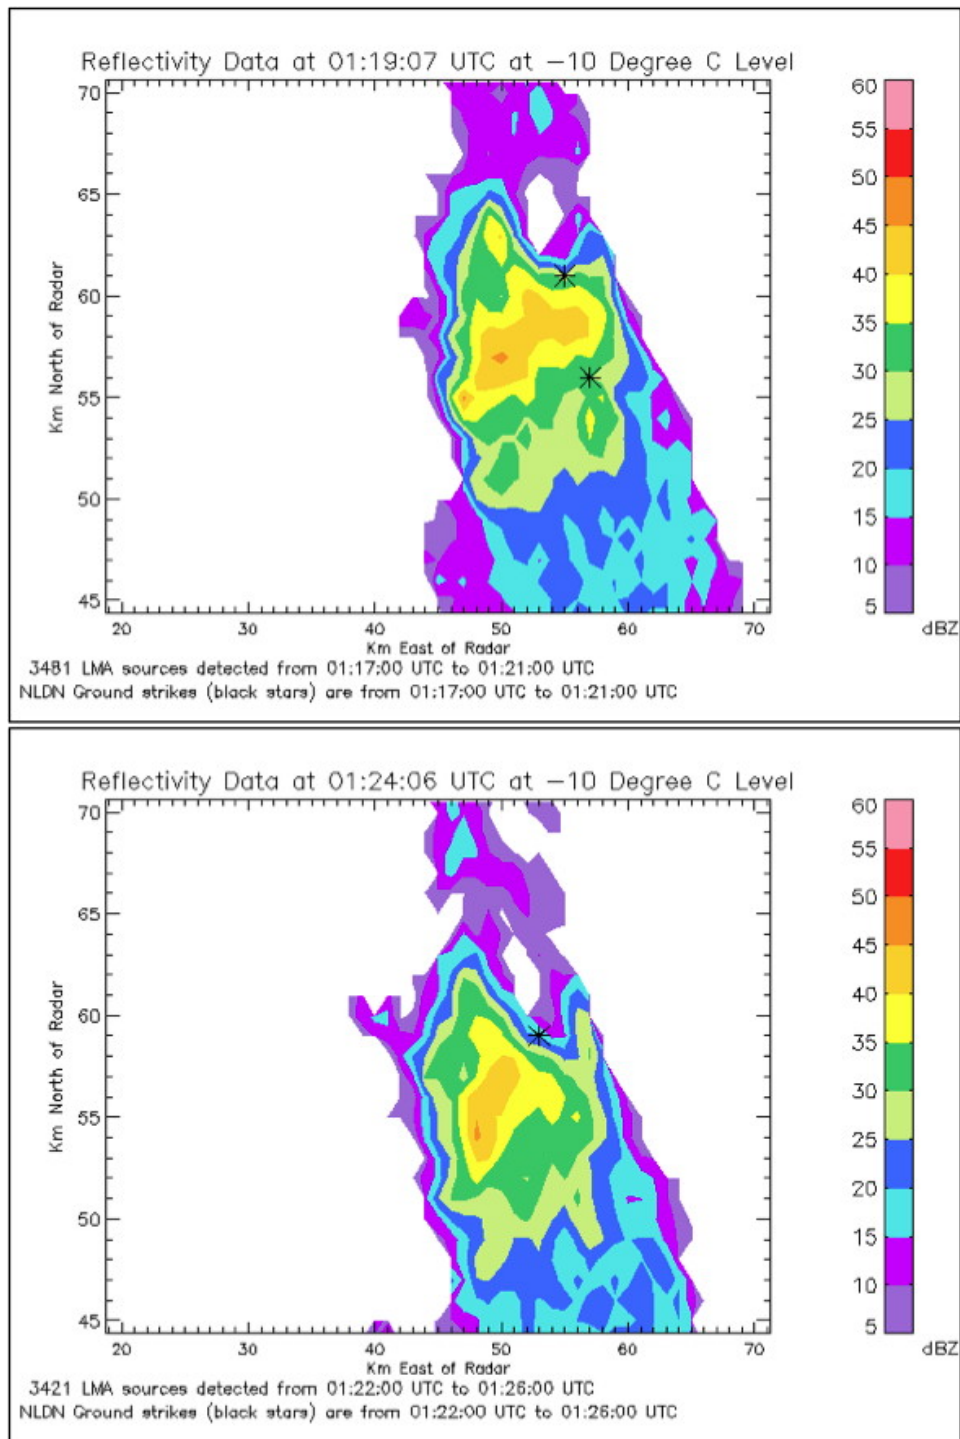 Reflectivity Data at 01:19:07 UTC at −10 Degree C Level
70
65
60
55
50
45
Km North of Radar
20 30 40 50 60 70
Km East of Radar
60
55
50
45
40
35
30
25
20
15
10
5
dBZ
3481 LMA sources detected from 01:17:00 UTC to 01:21:00 UTC
NLDN Ground strikes (black stars) are from 01:17:00 UTC to 01:21:00 UTC
Reflectivity Data at 01:24:06 UTC at −10 Degree C Level
70
65
60
55
50
45
Km North of Radar
20 30 40 50 60 70
Km East of Radar
60
55
50
45
40
35
30
25
20
15
10
5
dBZ
3421 LMA sources detected from 01:22:00 UTC to 01:26:00 UTC
NLDN Ground strikes (black stars) are from 01:22:00 UTC to 01:26:00 UTC